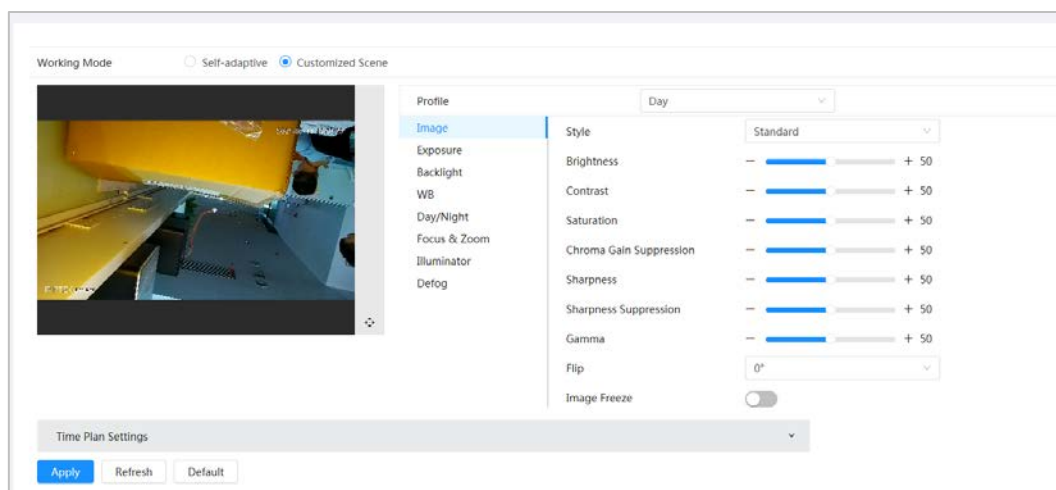 Working Mode Self-adaptive Customized Scene
Profile Day
Image
Exposure
Backlight
WB
Day/Night
Focus & Zoom
Illuminator
Defog
Style Standard
Brightness − + 50
Contrast − + 50
Saturation − + 50
Chroma Gain Suppression − + 50
Sharpness − + 50
Sharpness Suppression − + 50
Gamma − + 50
Flip 0°
Image Freeze
Time Plan Settings
Apply Refresh Default